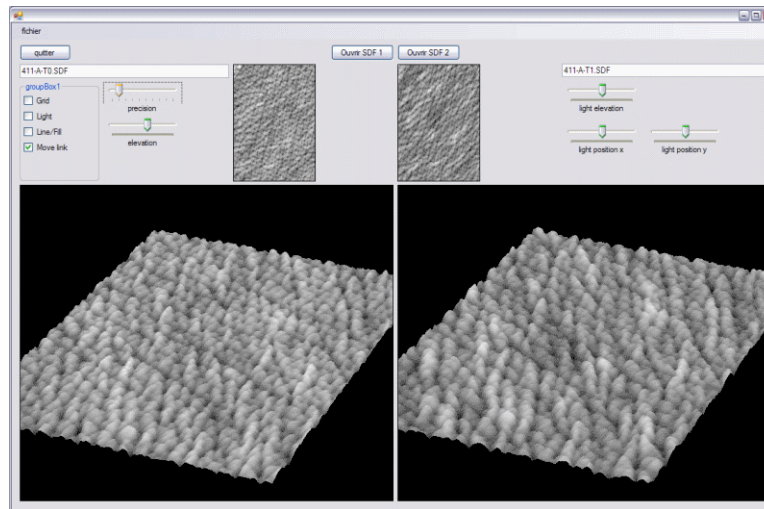 fichier
quitter
Ouvrir SDF 1
Ouvrir SDF 2
411-A-T0.SDF
411-A-T1.SDF
groupBox1
Grid
Light
Line/Fill
Move link
precision
elevation
light elevation
light position x
light position y